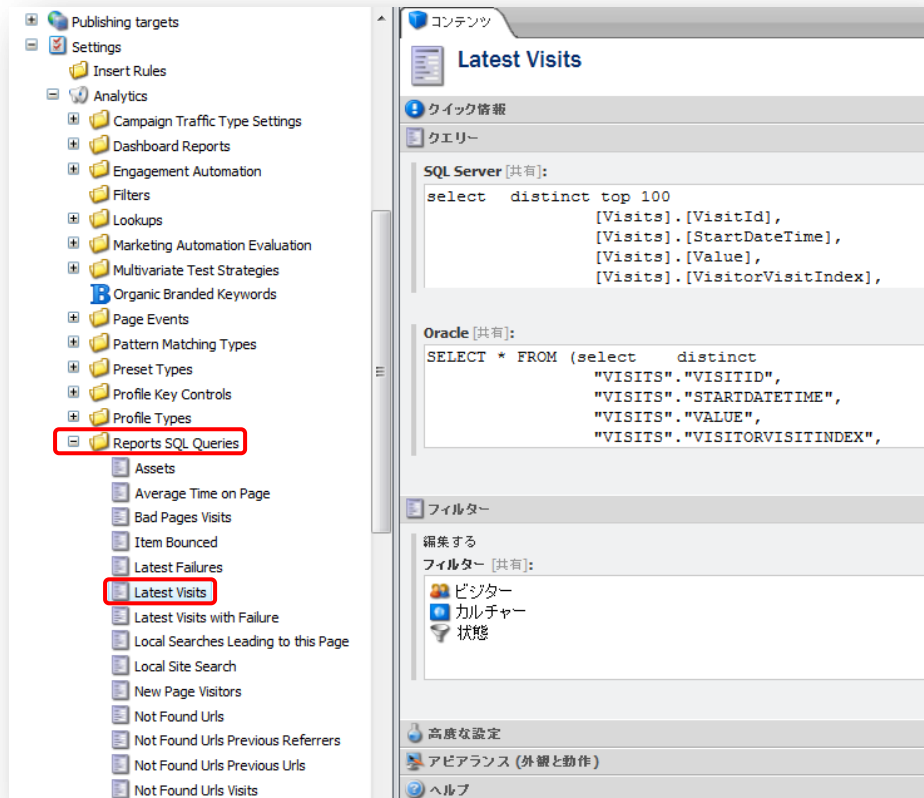 Publishing targets
Settings
Insert Rules
Analytics
Campaign Traffic Type Settings
Dashboard Reports
Engagement Automation
Filters
Lookups
Marketing Automation Evaluation
Multivariate Test Strategies
Organic Branded Keywords
Page Events
Pattern Matching Types
Preset Types
Profile Key Controls
Profile Types
Reports SQL Queries
Assets
Average Time on Page
Bad Pages Visits
Item Bounced
Latest Failures
Latest Visits
Latest Visits with Failure
Local Searches Leading to this Page
Local Site Search
New Page Visitors
Not Found Urls
Not Found Urls Previous Referrers
Not Found Urls Previous Urls
Not Found Urls Visits
コンテンツ
Latest Visits
クイック情報
クエリー
SQL Server [共有]:
select distinct top 100
[Visits].[VisitId],
[Visits].[StartDateTime],
[Visits].[Value],
[Visits].[VisitorVisitIndex],
Oracle [共有]:
SELECT * FROM (select distinct
"VISITS"."VISITID",
"VISITS"."STARTDATETIME",
"VISITS"."VALUE",
"VISITS"."VISITORVISITINDEX",
フィルター
編集する
フィルター [共有]:
ビジター
カルチャー
状態
高度な設定
アピアランス (外観と動作)
ヘルプ